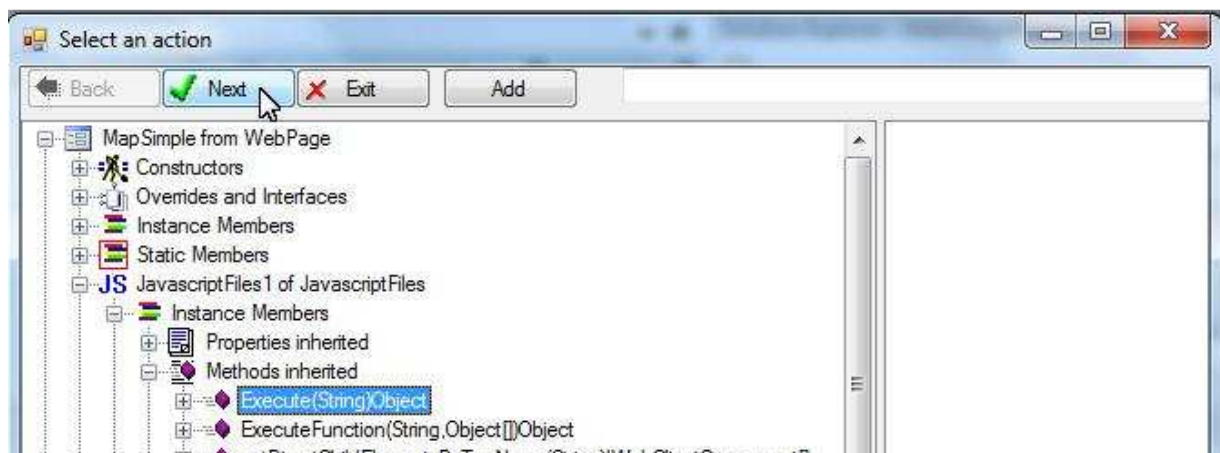 Select an action
Back Next Exit Add
MapSimple from WebPage
Constructors
Overrides and Interfaces
Instance Members
Static Members
JS JavascriptFiles1 of JavascriptFiles
Instance Members
Properties inherited
Methods inherited
Execute(String)Object
ExecuteFunction(String,Object[])Object